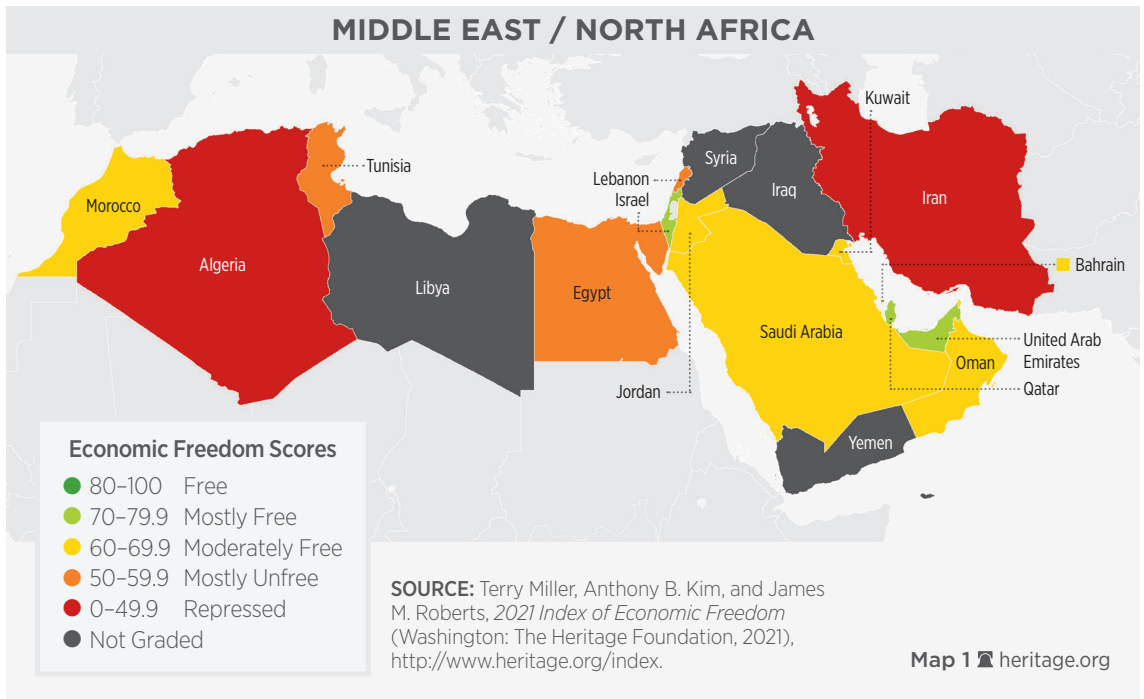 MIDDLE EAST / NORTH AFRICA
Kuwait
Tunisia
Syria
Lebanon
Israel
Iraq
Iran
Morocco
Algeria
Libya
Egypt
Bahrain
Saudi Arabia
United Arab
Emirates
Oman
Qatar
Jordan
Yemen
Economic Freedom Scores
80–100 Free
70–79.9 Mostly Free
60–69.9 Moderately Free
50–59.9 Mostly Unfree
0–49.9 Repressed
Not Graded
SOURCE: Terry Miller, Anthony B. Kim, and James
M. Roberts, 2021 Index of Economic Freedom
(Washington: The Heritage Foundation, 2021),
http://www.heritage.org/index.
Map 1 heritage.org